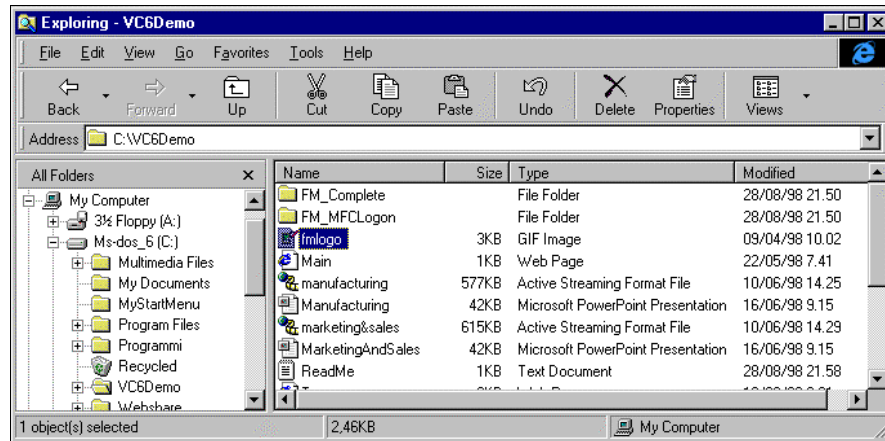 Exploring - VC6Demo
File Edit View Go Favorites Tools Help
Back Forward Up Cut Copy Paste Undo Delete Properties Views
Address C:\VC6Demo
All Folders
My Computer
3½ Floppy (A:)
Ms-dos_6 (C:)
Multimedia Files
My Documents
MyStartMenu
Program Files
Programmi
Recycled
VC6Demo
Webshare
Name Size Type Modified
FM_Complete File Folder 28/08/98 21.50
FM_MFCLogon File Folder 28/08/98 21.50
fmlogo 3KB GIF Image 09/04/98 10.02
Main 1KB Web Page 22/05/98 7.41
manufacturing 577KB Active Streaming Format File 10/06/98 14.25
Manufacturing 42KB Microsoft PowerPoint Presentation 16/06/98 9.15
marketing&sales 615KB Active Streaming Format File 10/06/98 14.29
MarketingAndSales 42KB Microsoft PowerPoint Presentation 16/06/98 9.15
ReadMe 1KB Text Document 28/08/98 21.58
1 object(s) selected 2,46KB My Computer